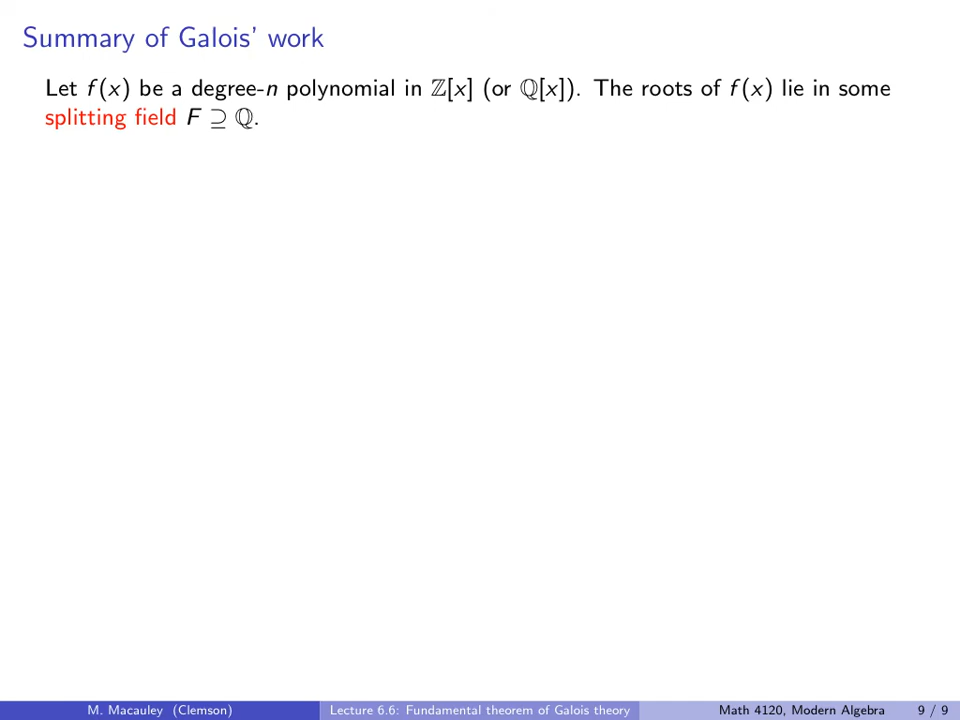 Summary of Galois' work
Let f(x) be a degree-n polynomial in ℤ[x] (or ℚ[x]). The roots of f(x) lie in some
splitting field F ⊇ ℚ.
M. Macauley (Clemson) Lecture 6.6: Fundamental theorem of Galois theory Math 4120, Modern Algebra 9 / 9